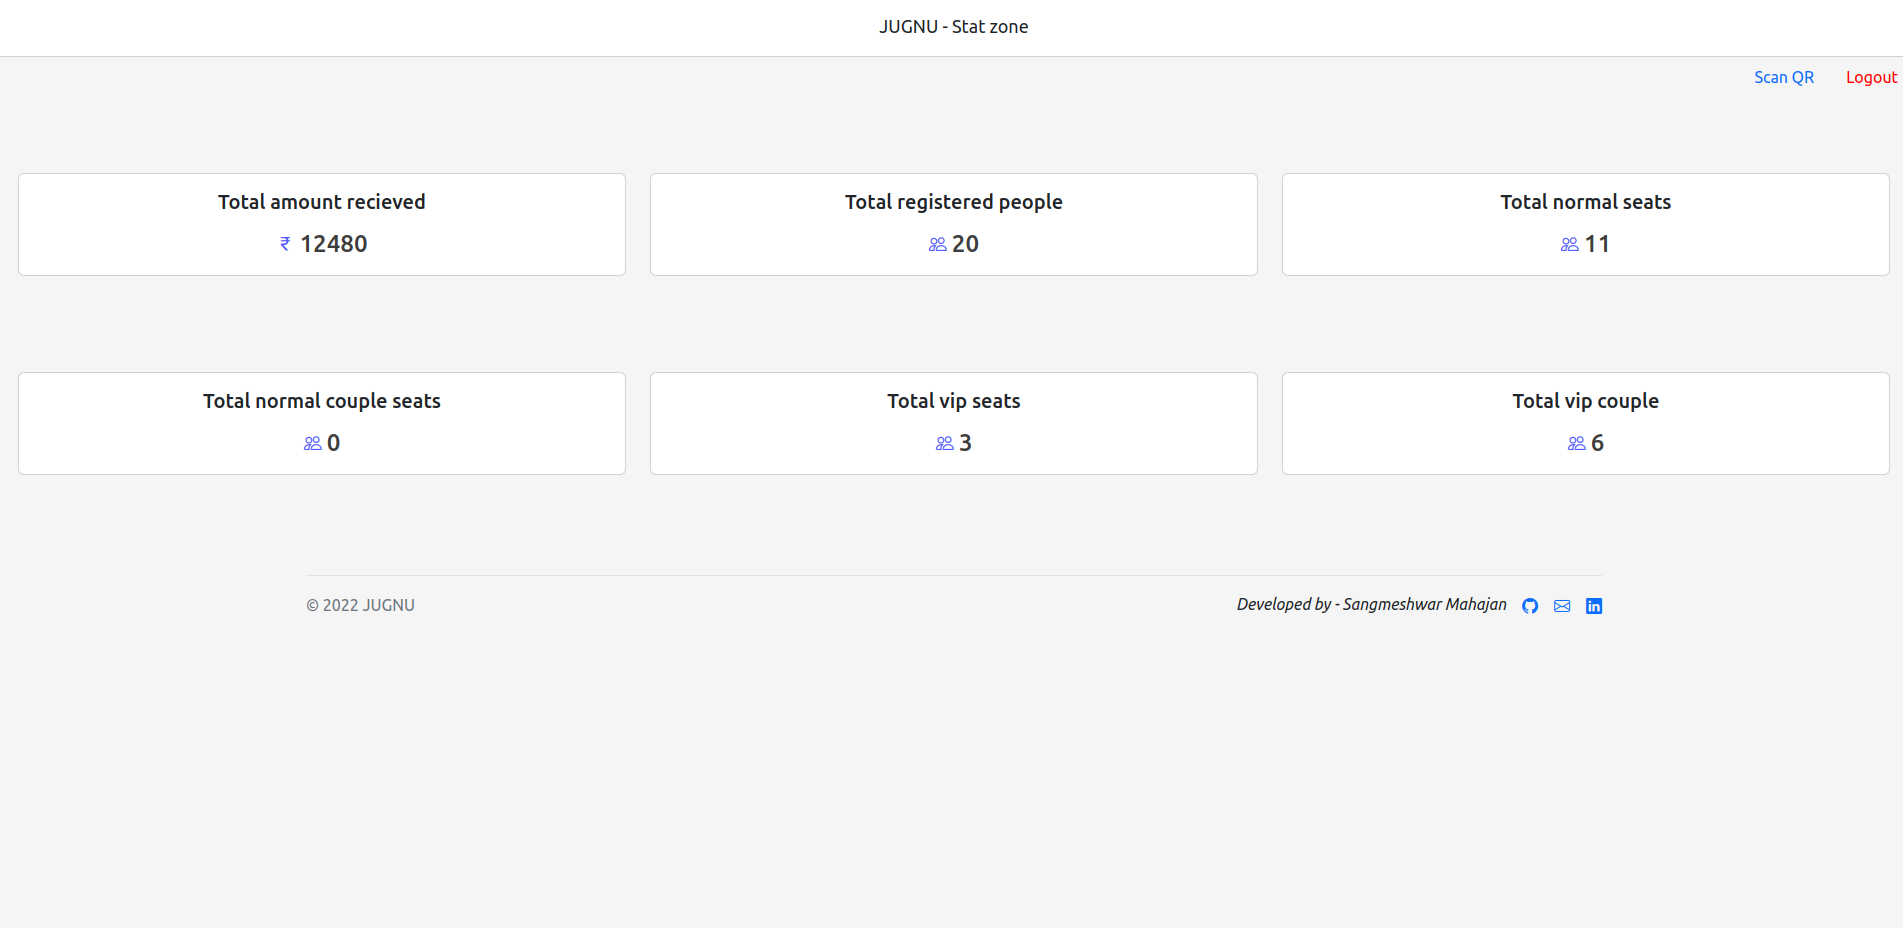 JUGNU - Stat zone
Scan QR Logout
Total amount recieved
₹ 12480
Total registered people
20
Total normal seats
11
Total normal couple seats
0
Total vip seats
3
Total vip couple
6
© 2022 JUGNU
Developed by - Sangmeshwar Mahajan